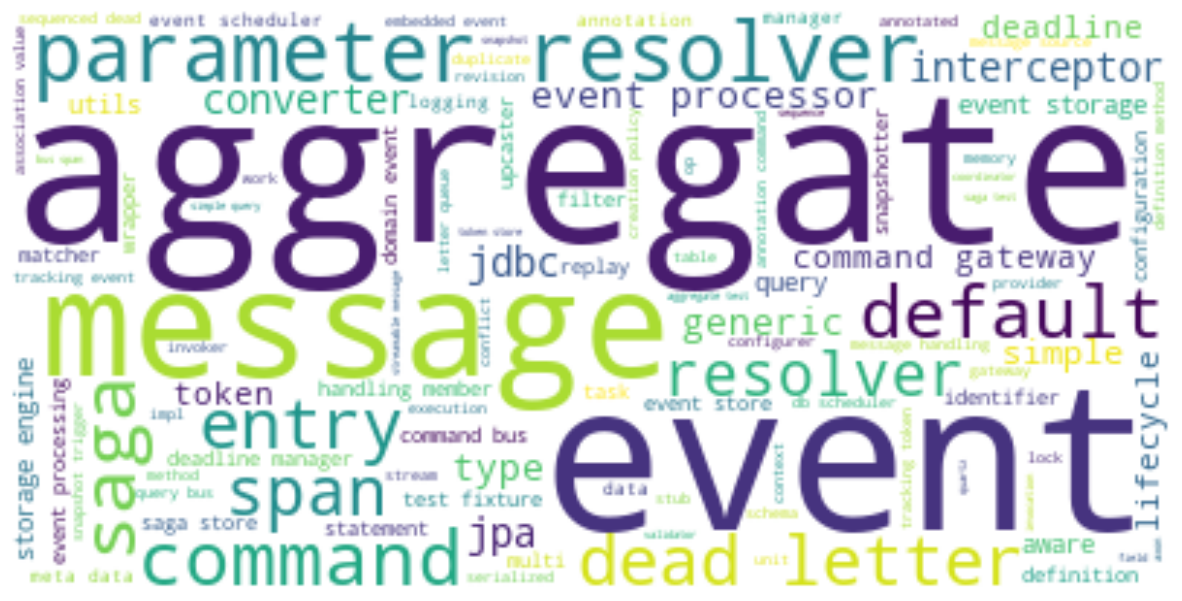 sequenced dead
event scheduler
embedded event
annotation
manager
annotated
deadline
association value
parameter resolver
snapshot
duplicate
revision
message source
interceptor
utils
converter
logging
event processor
sequence
event storage
definition method
bus span
aggregate
work
simple query
wrapper
domain event
letter queue
upcaster
filter
creation policy
op
annotation command
snapshotter
memory
coordinator
saga test
configuration
matcher
token store
tracking event
jdbc
replay
table
command gateway
query
provider
message
streamable message
conflict
aggregate test
default
generic
configurer
message handling
simple
invoker
resolver
gateway
storage engine
event processing
snapshot trigger
saga
token
handling member
task
event store
db scheduler
identifier
lifecycle
impl
entry
execution
command bus
event
deadline manager
method
query bus
span
stream
type
test fixture
data
stub
context
schema
tracking token
lock
saga store
statement
jpa
validator
aware
field
meta data
command
serialized
multi
dead letter
unit
definition